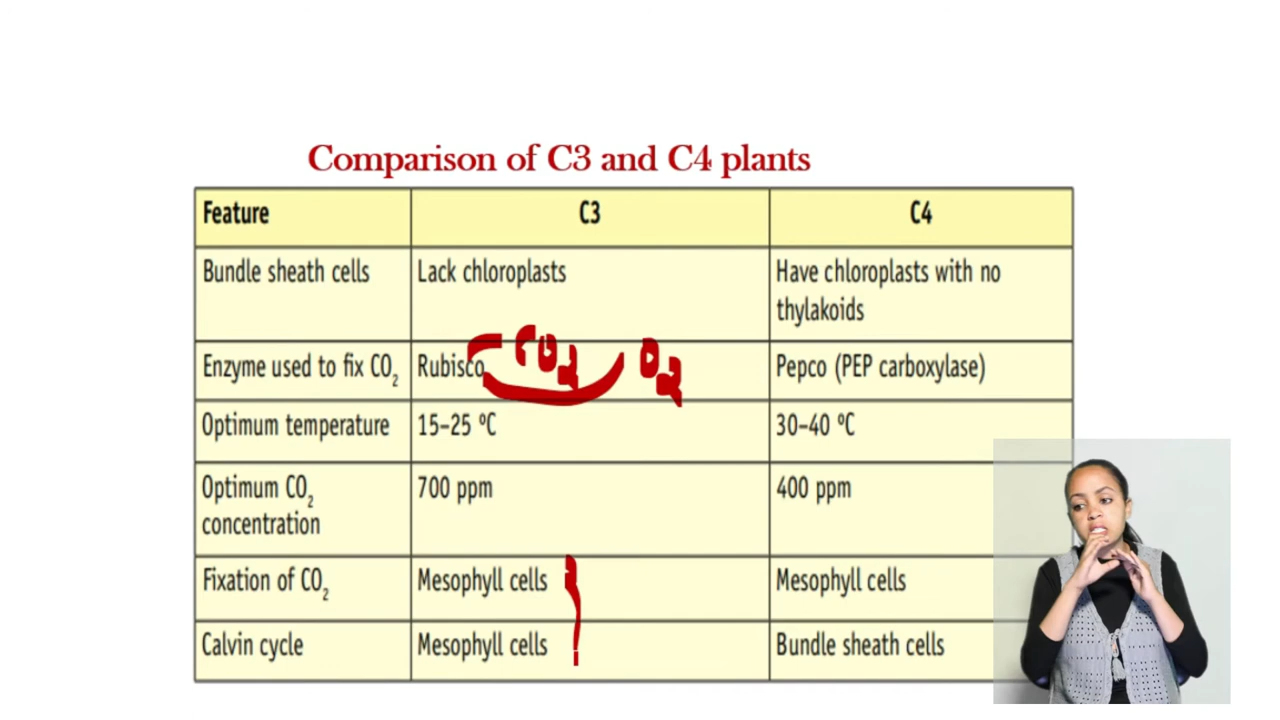 Comparison of C3 and C4 plants
Feature C3 C4
Bundle sheath cells Lack chloroplasts Have chloroplasts with no
thylakoids
Enzyme used to fix CO₂ Rubisco CO₂ O₂ Pepco (PEP carboxylase)
Optimum temperature 15–25 ºC 30–40 ºC
Optimum CO₂ 700 ppm 400 ppm
concentration
Fixation of CO₂ Mesophyll cells Mesophyll cells
Calvin cycle Mesophyll cells Bundle sheath cells